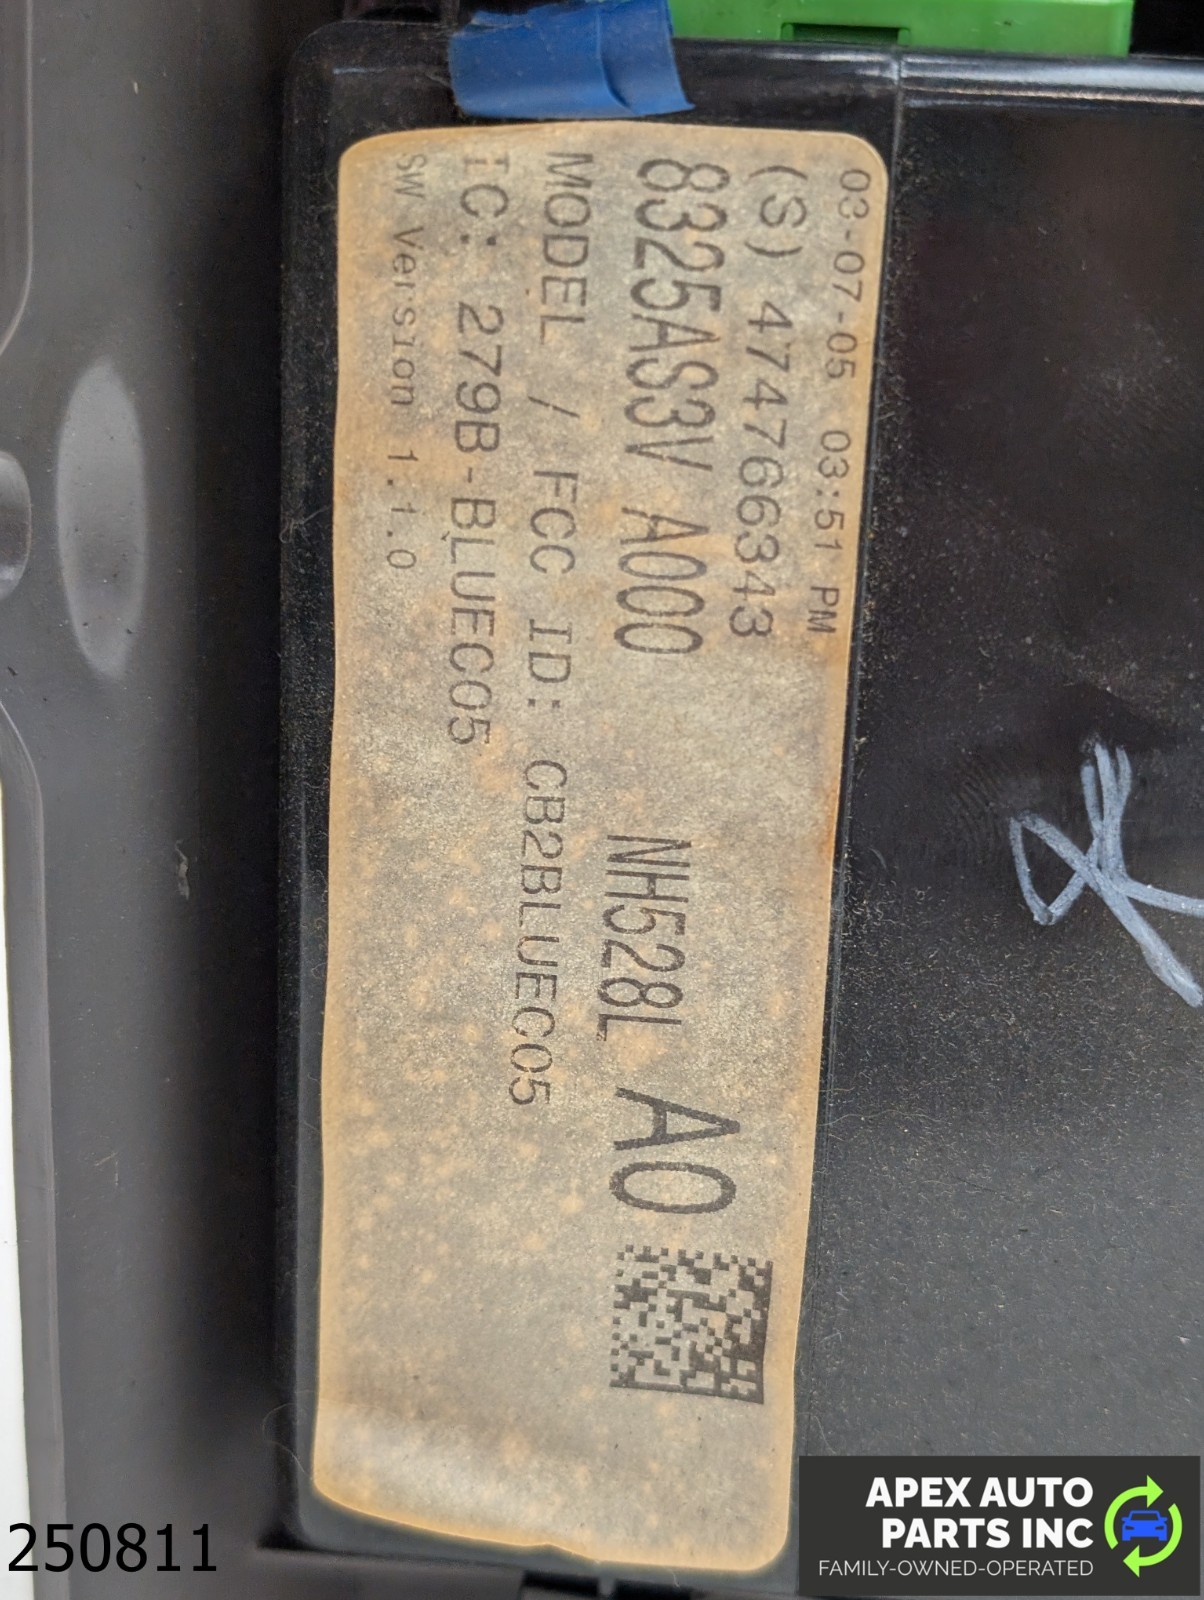 03-07-05 03:51 PM
(S) 474766343
8325AS3V A000 NH528L A0
MODEL / FCC ID: CB2BLUEC05
IC: 279B-BLUEC05
SW Version 1.1.0
250811
APEX AUTO
PARTS INC
FAMILY-OWNED-OPERATED